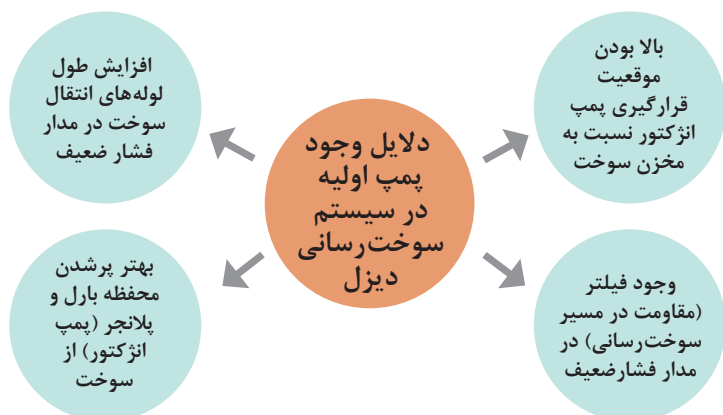 دلایل وجود
پمپ اولیه
در سیستم
سوخت‌رسانی
دیزل
بالا بودن
موقعیت
قرارگیری پمپ
انژکتور نسبت به
مخزن سوخت
افزایش طول
لوله‌های انتقال
سوخت در مدار
فشار ضعیف
وجود فیلتر
(مقاومت در مسیر
سوخت‌رسانی) در
مدار فشارضعیف
بهتر پرشدن
محفظه بارل و
پلانجر (پمپ
انژکتور) از
سوخت